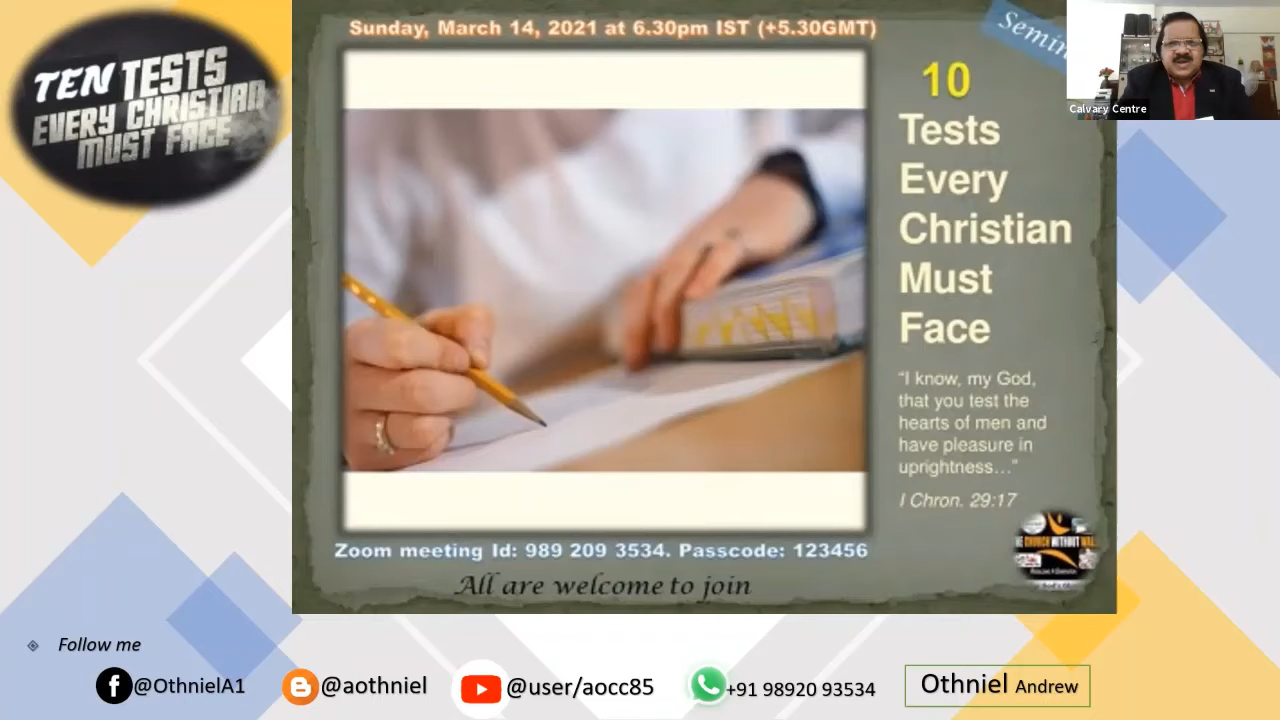 TEN TESTS
EVERY CHRISTIAN
MUST FACE
Sunday, March 14, 2021 at 6.30pm IST (+5.30GMT)
Calvary Centre
10
Tests
Every
Christian
Must
Face
“I know, my God,
that you test the
hearts of men and
have pleasure in
uprightness…”
I Chron. 29:17
CHURCH WITHOUT
Zoom meeting Id: 989 209 3534. Passcode: 123456
All are welcome to join
Follow me
@OthnielA1
@aothniel
@user/aocc85
+91 98920 93534
Othniel Andrew